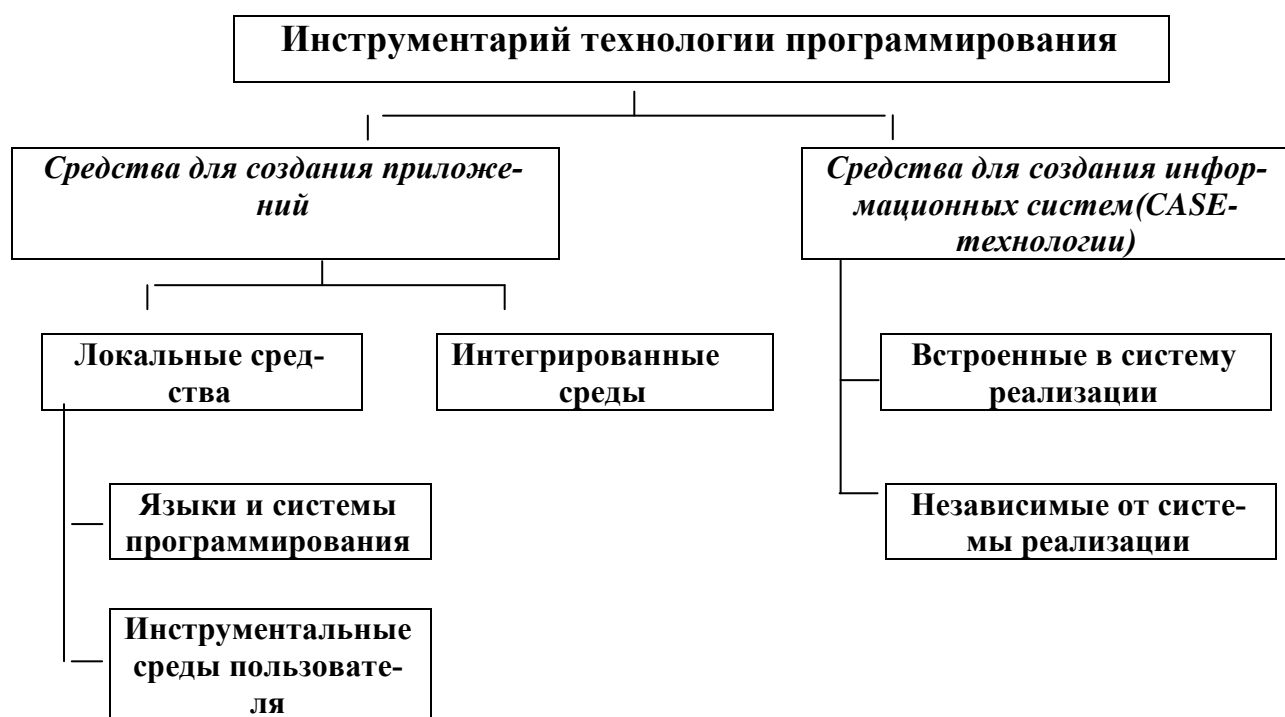 Инструментарий технологии программирования
Средства для создания приложе-
ний
Средства для создания инфор-
мационных систем(CASE-
технологии)
Локальные сред-
ства
Интегрированные
среды
Встроенные в систему
реализации
Языки и системы
программирования
Независимые от систе-
мы реализации
Инструментальные
среды пользовате-
ля